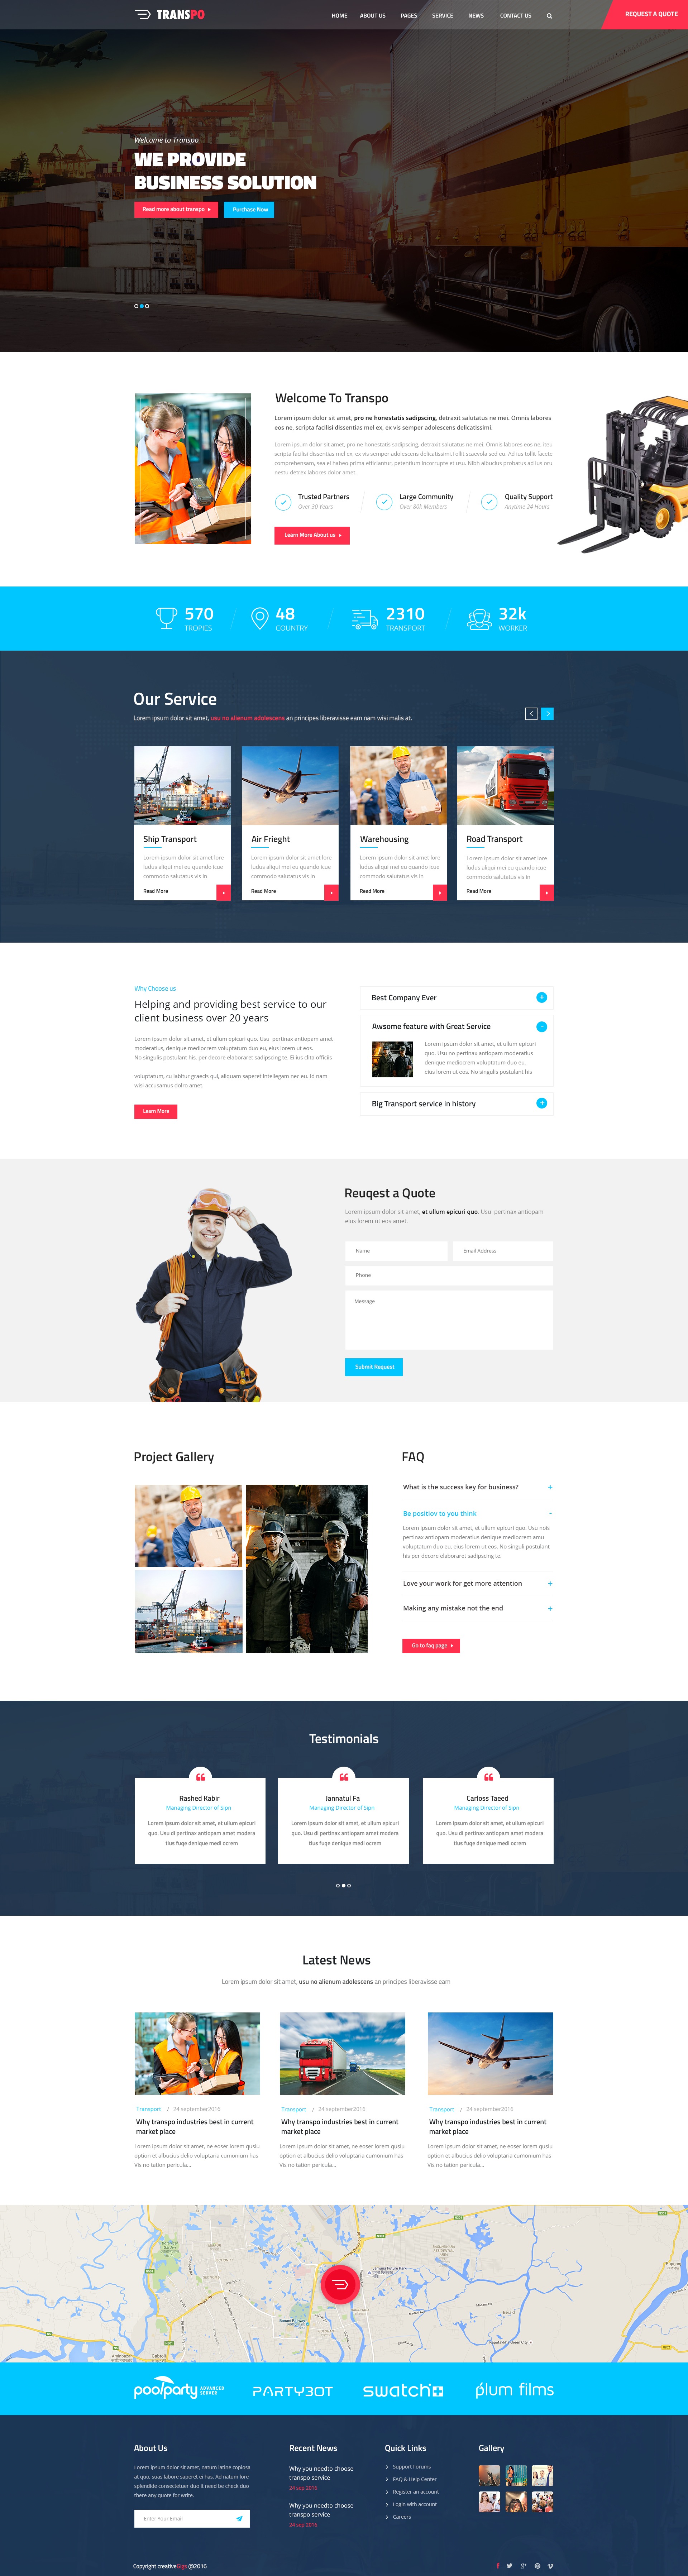 TRANSPO
HOME ABOUT US PAGES SERVICE NEWS CONTACT US
REQUEST A QUOTE
Welcome to Transpo
WE PROVIDE
BUSINESS SOLUTION
Read more about transpo
Purchase Now
Welcome To Transpo
Lorem ipsum dolor sit amet, pro ne honestatis sadipscing, detraxit salutatus ne mei. Omnis labores
eos ne, scripta facilisi dissentias mel ex, ex vis semper adolescens delicatissimi.
Lorem ipsum dolor sit amet, pro ne honestatis sadipscing, detraxit salutatus ne mei. Omnis labores eos ne, iteu
scripta facilisi dissentias mel ex, ex vis semper adolescens delicatissimi.Tollit scaevola sed eu. Ad ius tollit facete
comprehensam, sea ei habeo prima efficiantur, petentium incorrupte et usu. Nibh albucius probatus ad ius uru
nestu detrex labores dolor amet.
Trusted Partners
Over 30 Years
Large Community
Over 80k Members
Quality Support
Anytime 24 Hours
Learn More About us
570
TROPIES
48
COUNTRY
2310
TRANSPORT
32k
WORKER
Our Service
Lorem ipsum dolor sit amet, usu no alienum adolescens an principes liberavisse eam nam wisi malis at.
Ship Transport
Lorem ipsum dolor sit amet lore
ludus aliqui mei eu quando icue
commodo salutatus vis in
Read More
Air Frieght
Lorem ipsum dolor sit amet lore
ludus aliqui mei eu quando icue
commodo salutatus vis in
Read More
Warehousing
Lorem ipsum dolor sit amet lore
ludus aliqui mei eu quando icue
commodo salutatus vis in
Read More
Road Transport
Lorem ipsum dolor sit amet lore
ludus aliqui mei eu quando icue
commodo salutatus vis in
Read More
Why Choose us
Helping and providing best service to our
client business over 20 years
Lorem ipsum dolor sit amet, et ullum epicuri quo. Usu pertinax antiopam amet
moderatius, denique mediocrem voluptatum duo eu, eius lorem ut eos.
No singulis postulant his, per decore elaboraret sadipscing te. Ei ius clita officiis
voluptatum, cu labitur graecis qui, aliquam saperet intellegam nec eu. Id nam
wisi accusamus dolro amet.
Learn More
Best Company Ever
Awsome feature with Great Service
Lorem ipsum dolor sit amet, et ullum epicuri
quo. Usu no pertinax antiopam moderatius
denique mediocrem voluptatum duo eu,
eius lorem ut eos. No singulis postulant his
Big Transport service in history
Reuqest a Quote
Lorem ipsum dolor sit amet, et ullum epicuri quo. Usu pertinax antiopam
eius lorem ut eos amet.
Name
Email Address
Phone
Message
Submit Request
Project Gallery
FAQ
What is the success key for business?
Be positiov to you think
Lorem ipsum dolor sit amet, et ullum epicuri quo. Usu nois
pertinax antiopam moderatius denique mediocrem amu
voluptatum duo eu, eius lorem ut eos. No singuli postulant
his per decore elaboraret sadipscing te.
Love your work for get more attention
Making any mistake not the end
Go to faq page
Testimonials
Rashed Kabir
Managing Director of Sipn
Lorem ipsum dolor sit amet, et ullum epicuri
quo. Usu di pertinax antiopam amet modera
tius fuqe denique medi ocrem
Jannatul Fa
Managing Director of Sipn
Lorem ipsum dolor sit amet, et ullum epicuri
quo. Usu di pertinax antiopam amet modera
tius fuqe denique medi ocrem
Carloss Taeed
Managing Director of Sipn
Lorem ipsum dolor sit amet, et ullum epicuri
quo. Usu di pertinax antiopam amet modera
tius fuqe denique medi ocrem
Latest News
Lorem ipsum dolor sit amet, usu no alienum adolescens an principes liberavisse eam
Transport / 24 september2016
Why transpo industries best in current
market place
Lorem ipsum dolor sit amet, ne esser lorem qusiu
option et albucius delio voluptaria cumonium has
Vis no tation pericula...
Transport / 24 september2016
Why transpo industries best in current
market place
Lorem ipsum dolor sit amet, ne esser lorem qusiu
option et albucius delio voluptaria cumonium has
Vis no tation pericula...
Transport / 24 september2016
Why transpo industries best in current
market place
Lorem ipsum dolor sit amet, ne esser lorem qusiu
option et albucius delio voluptaria cumonium has
Vis no tation pericula...
poolparty ADVANCED SERVER
PARTYBOT
swatch
plum films
About Us
Lorem ipsum dolor sit amet, natum latine copiosa
at quo, suas labore saperet ei has, Ad natum lore
splendide consectetuer duo It need be check duo
there any quote for write.
Enter Your Email
Recent News
Why you needto choose
transpo service
24 sep 2016
Why you needto choose
transpo service
24 sep 2016
Quick Links
Support Forums
FAQ & Help Center
Register an account
Login with account
Careers
Gallery
Copyright creativeGigs @2016